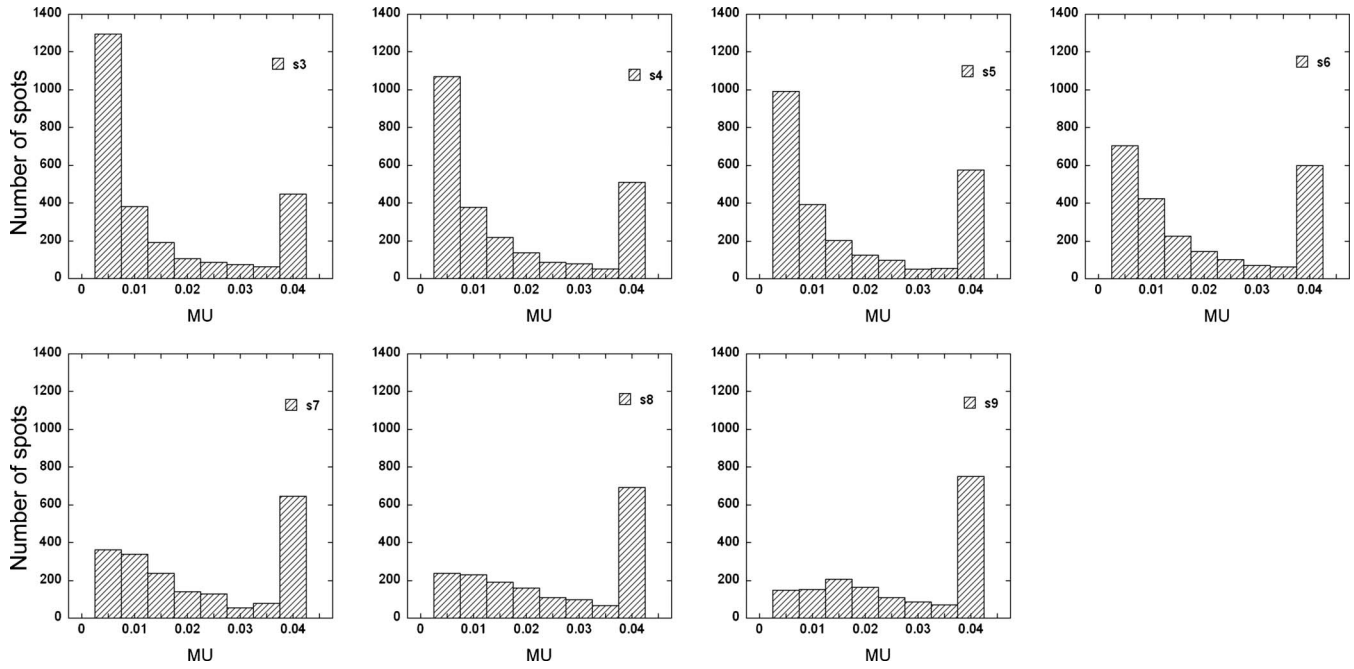 1400 1400 1400 1400
1200 1200 1200 1200
s3 s4 s5 s6
1000 1000 1000 1000
Number of spots
800 800 800 800
600 600 600 600
400 400 400 400
200 200 200 200
0 0 0 0
0 0.01 0.02 0.03 0.04 0 0.01 0.02 0.03 0.04 0 0.01 0.02 0.03 0.04 0 0.01 0.02 0.03 0.04
MU MU MU MU
1400 1400 1400
1200 1200 1200
s7 s8 s9
1000 1000 1000
Number of spots
800 800 800
600 600 600
400 400 400
200 200 200
0 0 0
0 0.01 0.02 0.03 0.04 0 0.01 0.02 0.03 0.04 0 0.01 0.02 0.03 0.04
MU MU MU